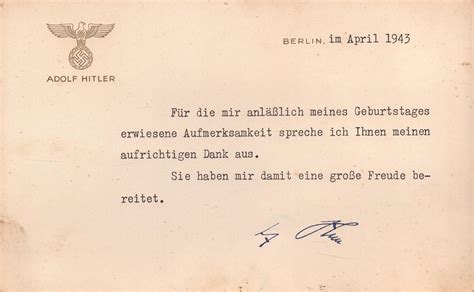 BERLIN, im April 1943
ADOLF HITLER
Für die mir anläßlich meines Geburtstages
erwiesene Aufmerksamkeit spreche ich Ihnen meinen
aufrichtigen Dank aus.
Sie haben mir damit eine große Freude be-
reitet.